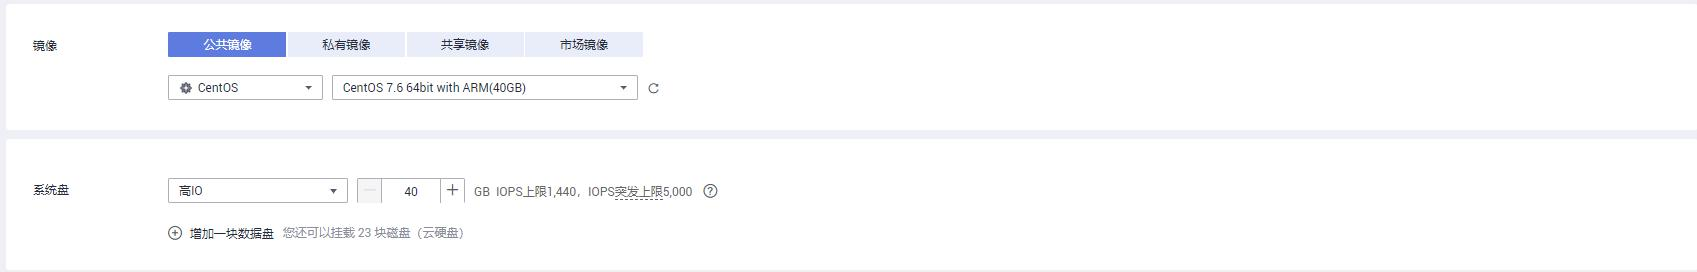 镜像 公共镜像 私有镜像 共享镜像 市场镜像
CentOS CentOS 7.6 64bit with ARM(40GB)
系统盘 高IO 40 GB IOPS上限1,440，IOPS突发上限5,000
增加一块数据盘 您还可以挂载 23 块磁盘（云硬盘）